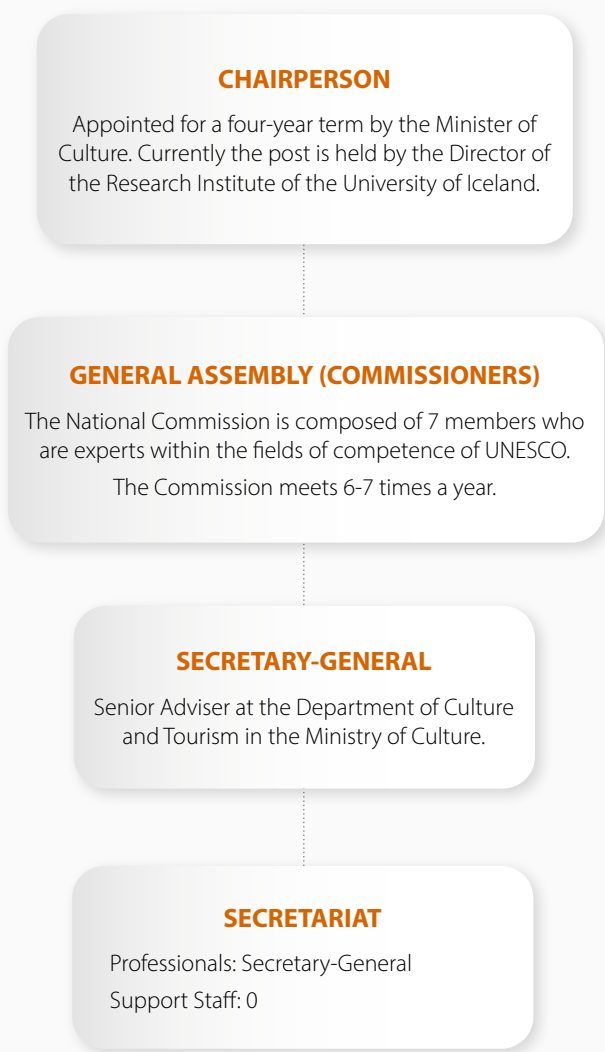 CHAIRPERSON
Appointed for a four-year term by the Minister of
Culture. Currently the post is held by the Director of
the Research Institute of the University of Iceland.
GENERAL ASSEMBLY (COMMISSIONERS)
The National Commission is composed of 7 members who
are experts within the fields of competence of UNESCO.
The Commission meets 6-7 times a year.
SECRETARY-GENERAL
Senior Adviser at the Department of Culture
and Tourism in the Ministry of Culture.
SECRETARIAT
Professionals: Secretary-General
Support Staff: 0